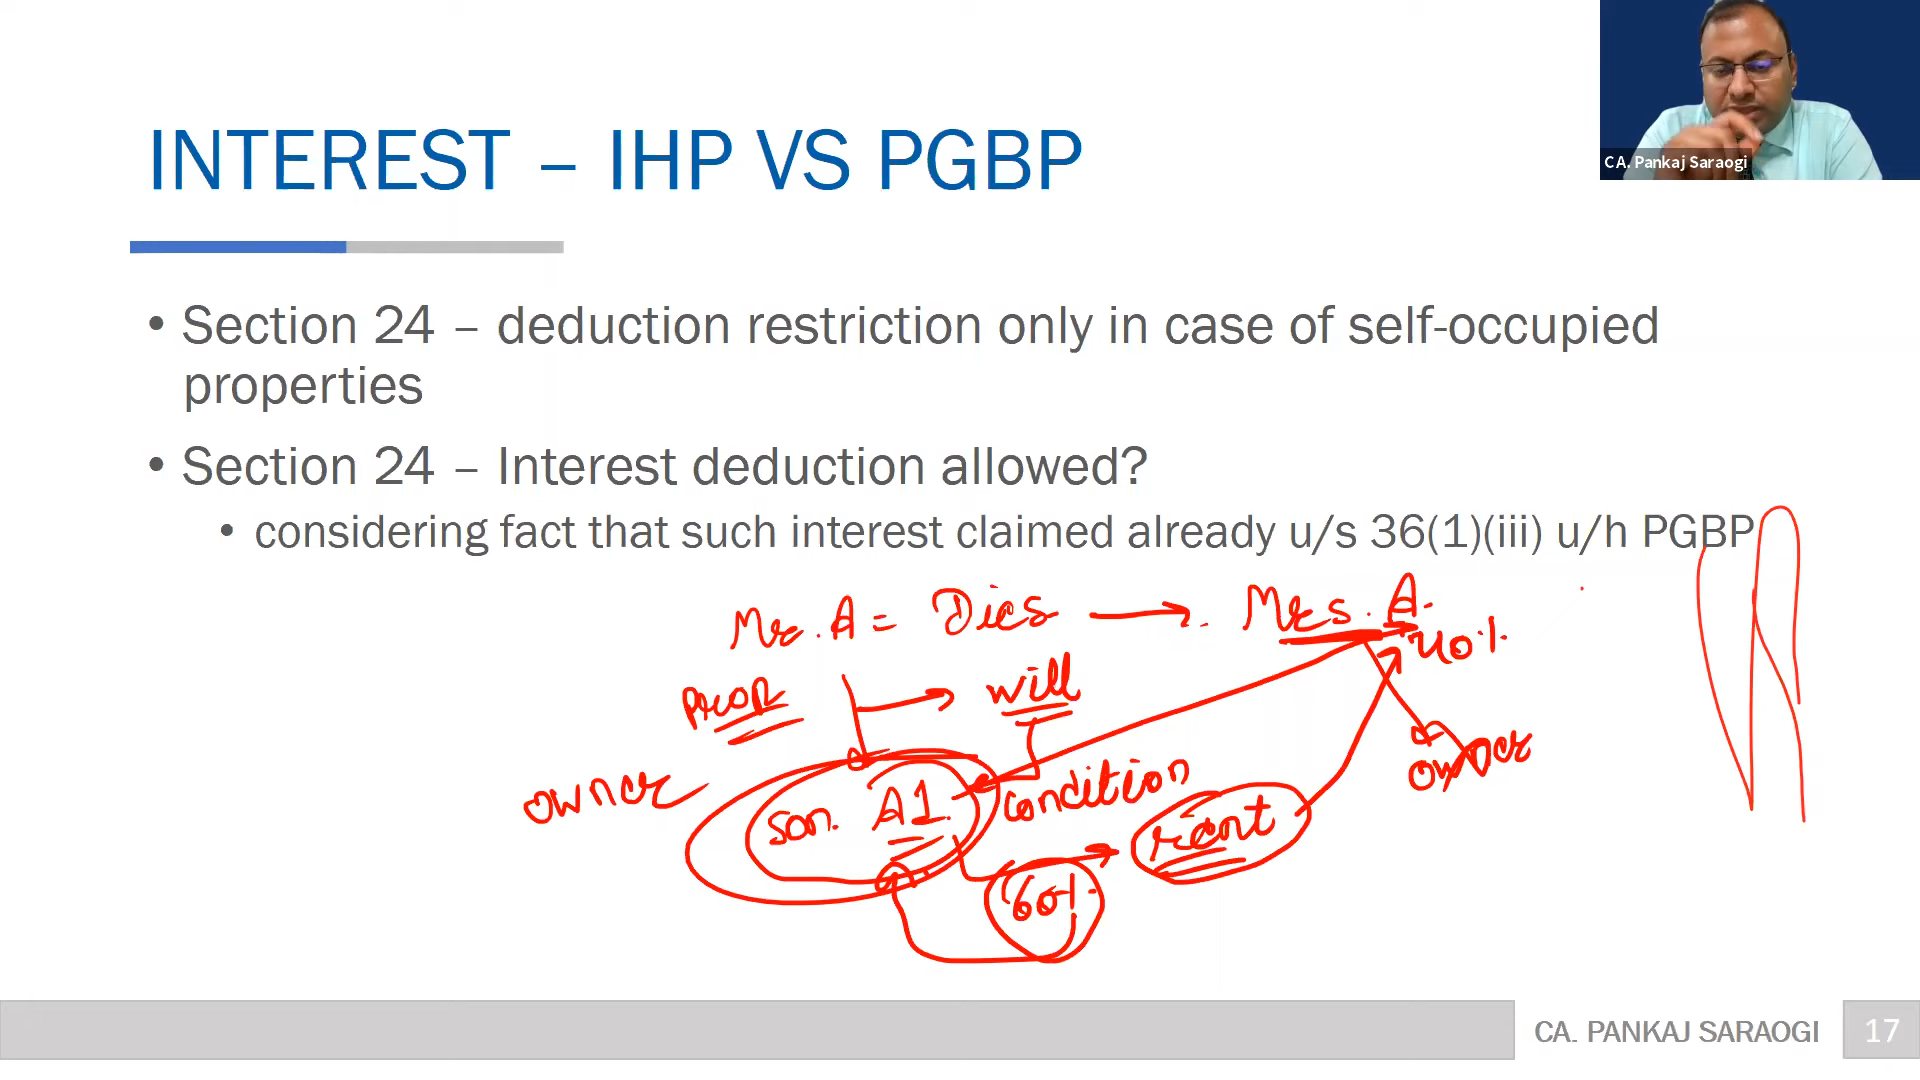 CA. Pankaj Saraogi
INTEREST – IHP VS PGBP
• Section 24 – deduction restriction only in case of self-occupied
properties
• Section 24 – Interest deduction allowed?
• considering fact that such interest claimed already u/s 36(1)(iii) u/h PGBP
Mr. A = Dies → Mrs. A.
40%
Prop will
owner
owner son. A1. condition
rent
60%
CA. PANKAJ SARAOGI 17